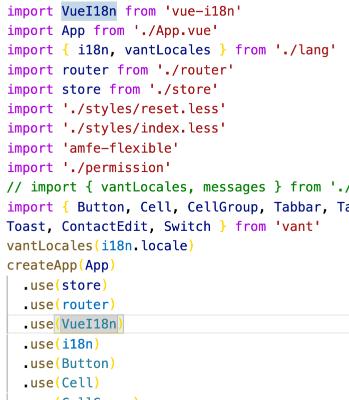 import VueI18n from 'vue-i18n'
import App from './App.vue'
import { i18n, vantLocales } from './lang'
import router from './router'
import store from './store'
import './styles/reset.less'
import './styles/index.less'
import 'amfe-flexible'
import './permission'
// import { vantLocales, messages } from './
import { Button, Cell, CellGroup, Tabbar, Ta
Toast, ContactEdit, Switch } from 'vant'
vantLocales(i18n.locale)
createApp(App)
.use(store)
.use(router)
.use(VueI18n)
.use(i18n)
.use(Button)
.use(Cell)